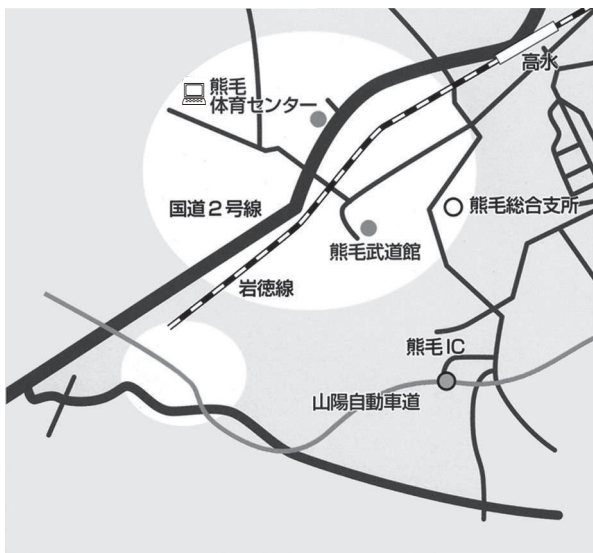 高水
熊毛
体育センター
国道2号線
熊毛総合支所
熊毛武道館
岩徳線
熊毛IC
山陽自動車道